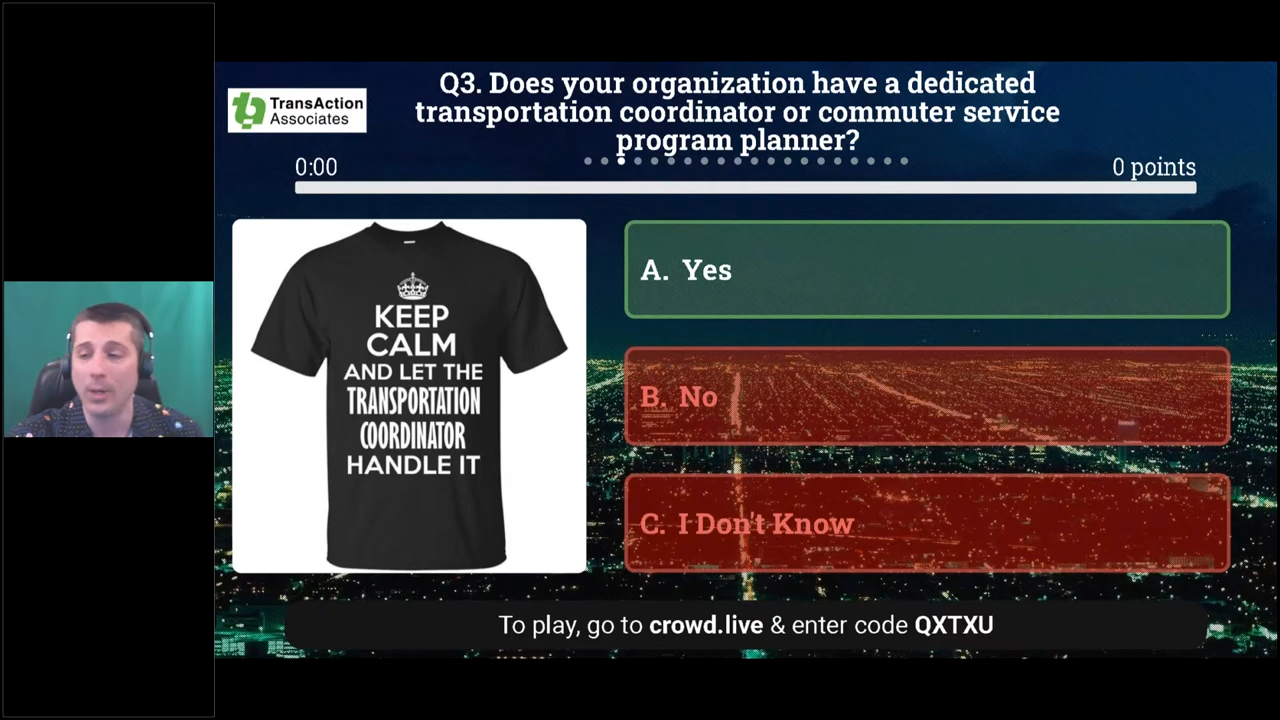 Q3. Does your organization have a dedicated
transportation coordinator or commuter service
program planner?
TransAction
Associates
0:00
0 points
KEEP
CALM
AND LET THE
TRANSPORTATION
COORDINATOR
HANDLE IT
A. Yes
B. No
C. I Don't Know
To play, go to crowd.live & enter code QXTXU